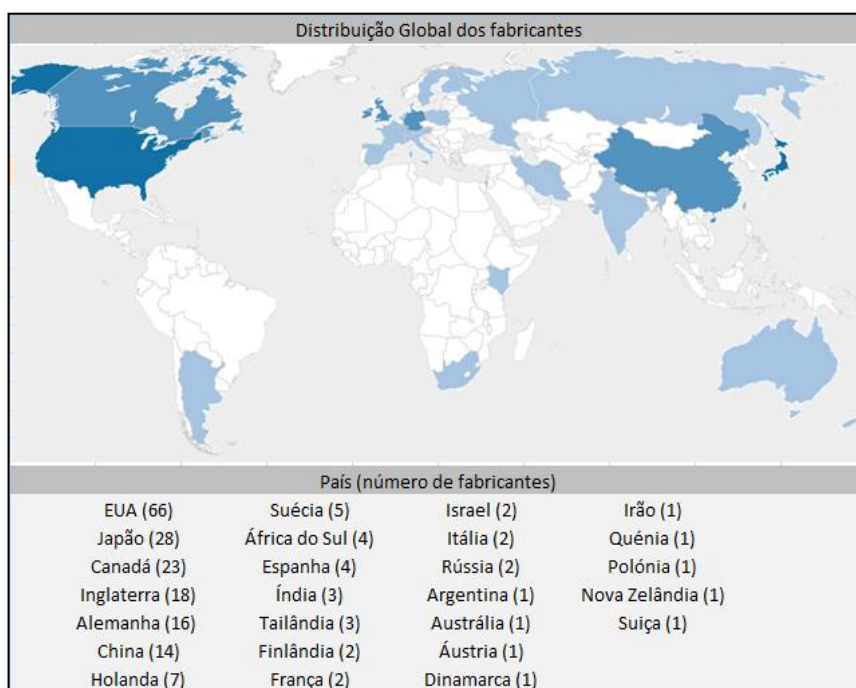 Distribuição Global dos fabricantes
País (número de fabricantes)
EUA (66) Suécia (5) Israel (2) Irão (1)
Japão (28) África do Sul (4) Itália (2) Quénia (1)
Canadá (23) Espanha (4) Rússia (2) Polónia (1)
Inglaterra (18) Índia (3) Argentina (1) Nova Zelândia (1)
Alemanha (16) Tailândia (3) Austrália (1) Suiça (1)
China (14) Finlândia (2) Áustria (1)
Holanda (7) França (2) Dinamarca (1)